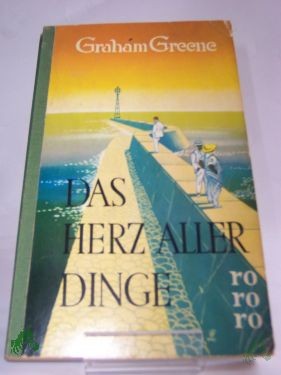 Graham Greene
DAS
HERZ ALLER
DINGE
ro
ro
ro